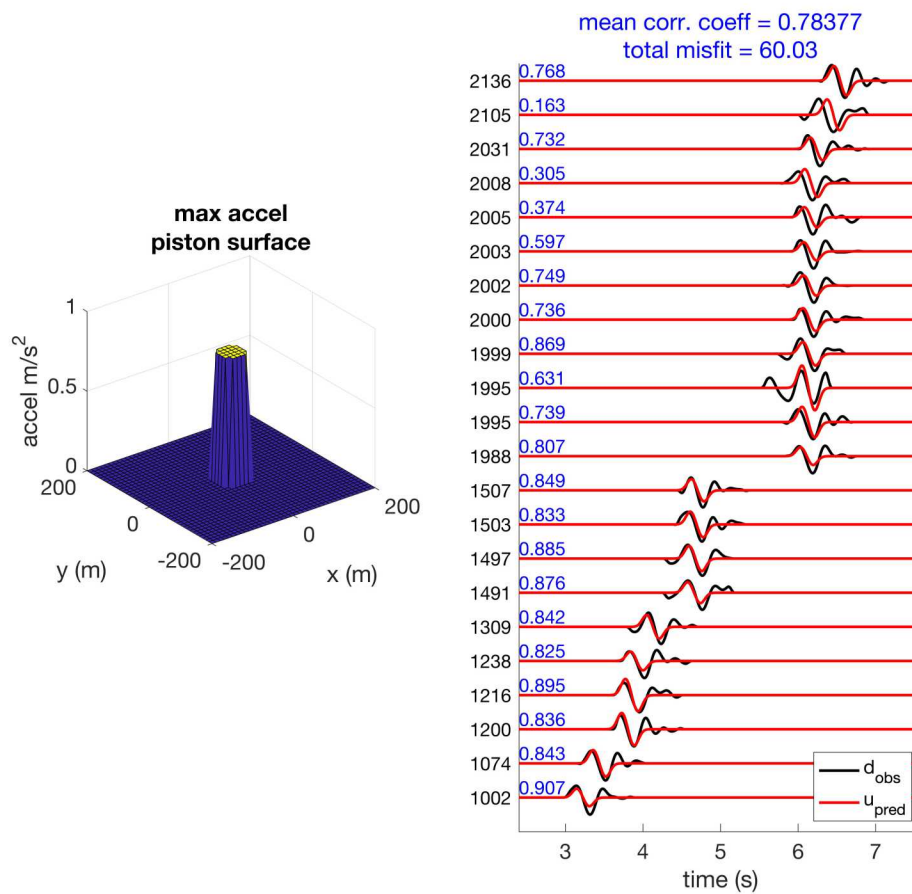 max accel
piston surface
accel m/s²
1
0.5
0
200
0
-200
y (m)
-200
0
200
x (m)
mean corr. coeff = 0.78377
total misfit = 60.03
2136 0.768
2105 0.163
2031 0.732
2008 0.305
2005 0.374
2003 0.597
2002 0.749
2000 0.736
1999 0.869
1995 0.631
1995 0.739
1988 0.807
1507 0.849
1503 0.833
1497 0.885
1491 0.876
1309 0.842
1238 0.825
1216 0.895
1200 0.836
1074 0.843
1002 0.907
d_obs
u_pred
3 4 5 6 7
time (s)